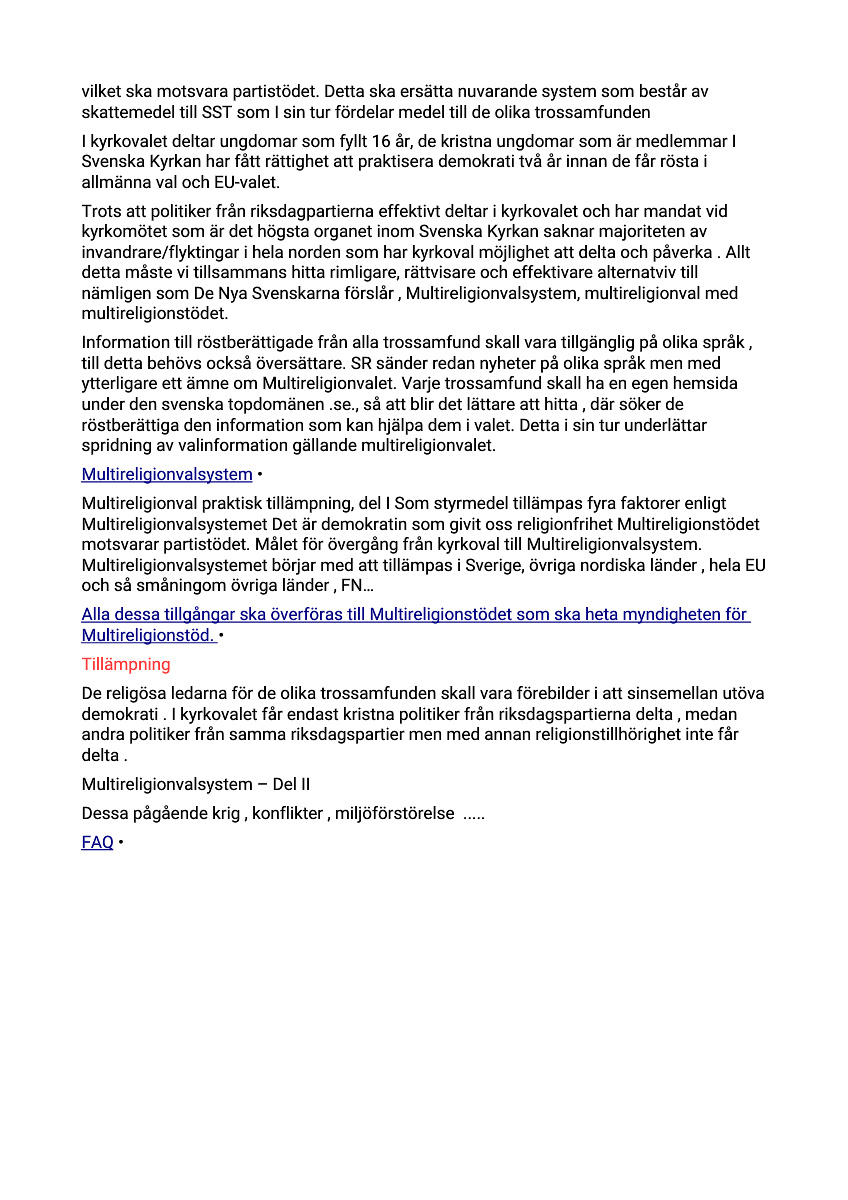 vilket ska motsvara partistödet. Detta ska ersätta nuvarande system som består av
skattemedel till SST som I sin tur fördelar medel till de olika trossamfunden
I kyrkovalet deltar ungdomar som fyllt 16 år, de kristna ungdomar som är medlemmar I
Svenska Kyrkan har fått rättighet att praktisera demokrati två år innan de får rösta i
allmänna val och EU-valet.
Trots att politiker från riksdagpartierna effektivt deltar i kyrkovalet och har mandat vid
kyrkomötet som är det högsta organet inom Svenska Kyrkan saknar majoriteten av
invandrare/flyktingar i hela norden som har kyrkoval möjlighet att delta och påverka . Allt
detta måste vi tillsammans hitta rimligare, rättvisare och effektivare alternatviv till
nämligen som De Nya Svenskarna förslår , Multireligionvalsystem, multireligionval med
multireligionstödet.
Information till röstberättigade från alla trossamfund skall vara tillgänglig på olika språk ,
till detta behövs också översättare. SR sänder redan nyheter på olika språk men med
ytterligare ett ämne om Multireligionvalet. Varje trossamfund skall ha en egen hemsida
under den svenska topdomänen .se., så att blir det lättare att hitta , där söker de
röstberättiga den information som kan hjälpa dem i valet. Detta i sin tur underlättar
spridning av valinformation gällande multireligionvalet.
Multireligionvalsystem •
Multireligionval praktisk tillämpning, del I Som styrmedel tillämpas fyra faktorer enligt
Multireligionvalsystemet Det är demokratin som givit oss religionfrihet Multireligionstödet
motsvarar partistödet. Målet för övergång från kyrkoval till Multireligionvalsystem.
Multireligionvalsystemet börjar med att tillämpas i Sverige, övriga nordiska länder , hela EU
och så småningom övriga länder , FN…
Alla dessa tillgångar ska överföras till Multireligionstödet som ska heta myndigheten för
Multireligionstöd. •
Tillämpning
De religösa ledarna för de olika trossamfunden skall vara förebilder i att sinsemellan utöva
demokrati . I kyrkovalet får endast kristna politiker från riksdagspartierna delta , medan
andra politiker från samma riksdagspartier men med annan religionstillhörighet inte får
delta .
Multireligionvalsystem – Del II
Dessa pågående krig , konflikter , miljöförstörelse  .....
FAQ •